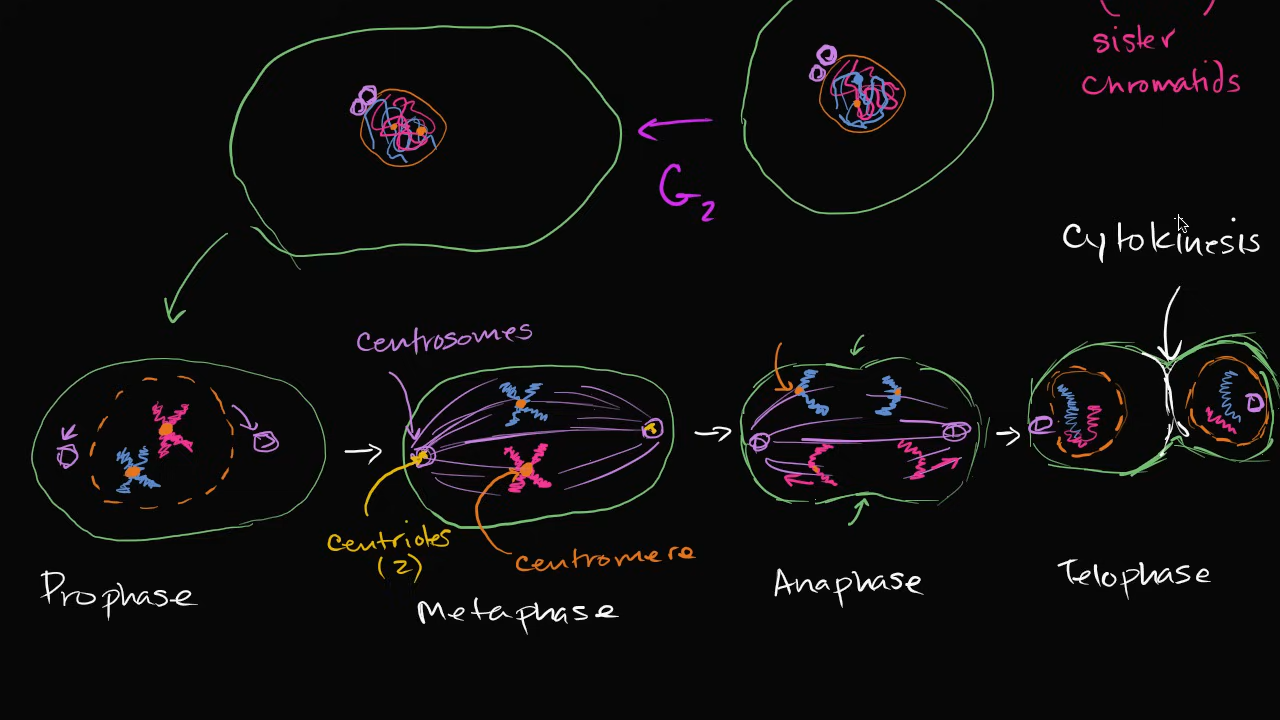 sister
chromatids
G2
Cytokinesis
Centrosomes
Centrioles
(2)
centromere
Prophase
Metaphase
Anaphase
Telophase